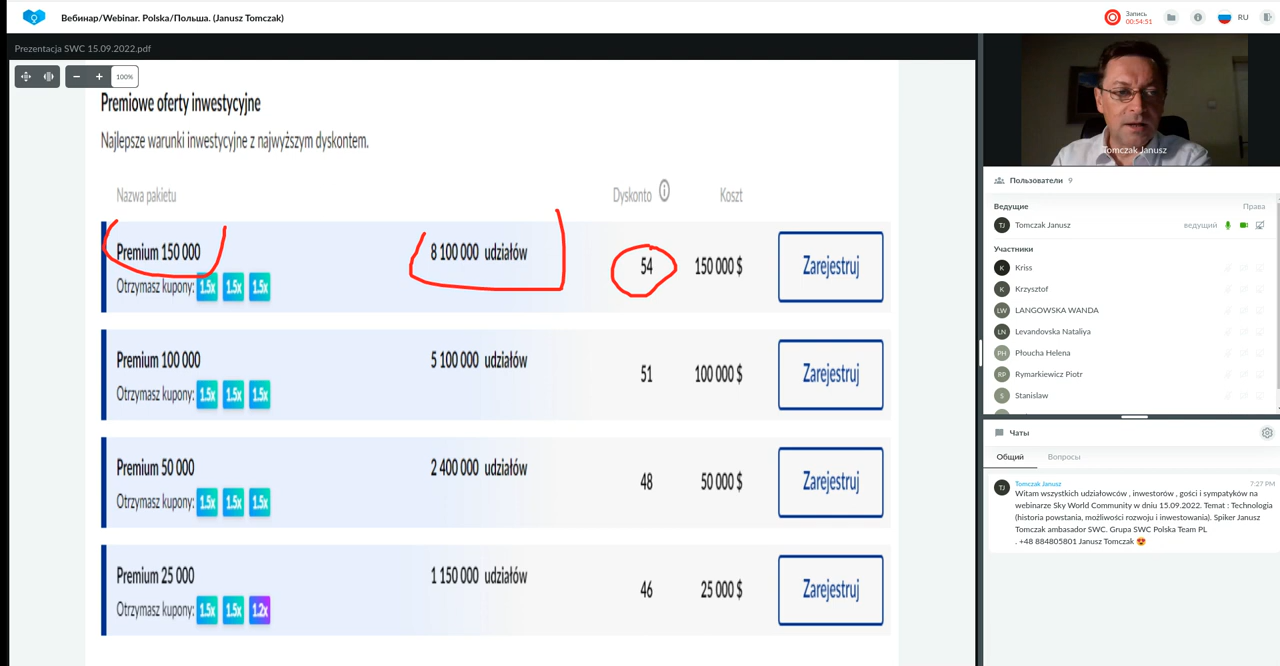 Вебинар/Webinar. Polska/Польша. (Janusz Tomczak)
Запись
00:54:51
RU
Prezentacja SWC 15.09.2022.pdf
100%
Premiowe oferty inwestycyjne
Najlepsze warunki inwestycyjne z najwyższym dyskontem.
Nazwa pakietu
Dyskonto
Koszt
Premium 150 000
8 100 000 udziałów
54
150 000 $
Zarejestruj
Otrzymasz kupony: 1.5x 1.5x 1.5x
Premium 100 000
5 100 000 udziałów
51
100 000 $
Zarejestruj
Otrzymasz kupony: 1.5x 1.5x 1.5x
Premium 50 000
2 400 000 udziałów
48
50 000 $
Zarejestruj
Otrzymasz kupony: 1.5x 1.5x 1.5x
Premium 25 000
1 150 000 udziałów
46
25 000 $
Zarejestruj
Otrzymasz kupony: 1.5x 1.5x 1.2x
Tomczak Janusz
Пользователи 9
Ведущие
Права
TJ Tomczak Janusz ведущий
Участники
K Kriss
K Krzysztof
LW LANGOWSKA WANDA
LN Levandovska Nataliya
PH Płoucha Helena
RP Rymarkiewicz Piotr
S Stanislaw
Чаты
Общий
Вопросы
TJ Tomczak Janusz 7:27 PM
Witam wszystkich udziałowców , inwestorów , gości i sympatyków na
webinarze Sky World Community w dniu 15.09.2022. Temat : Technologia
(historia powstania, możliwości rozwoju i inwestowania). Spiker Janusz
Tomczak ambasador SWC. Grupa SWC Polska Team PL
. +48 884805801 Janusz Tomczak 😍